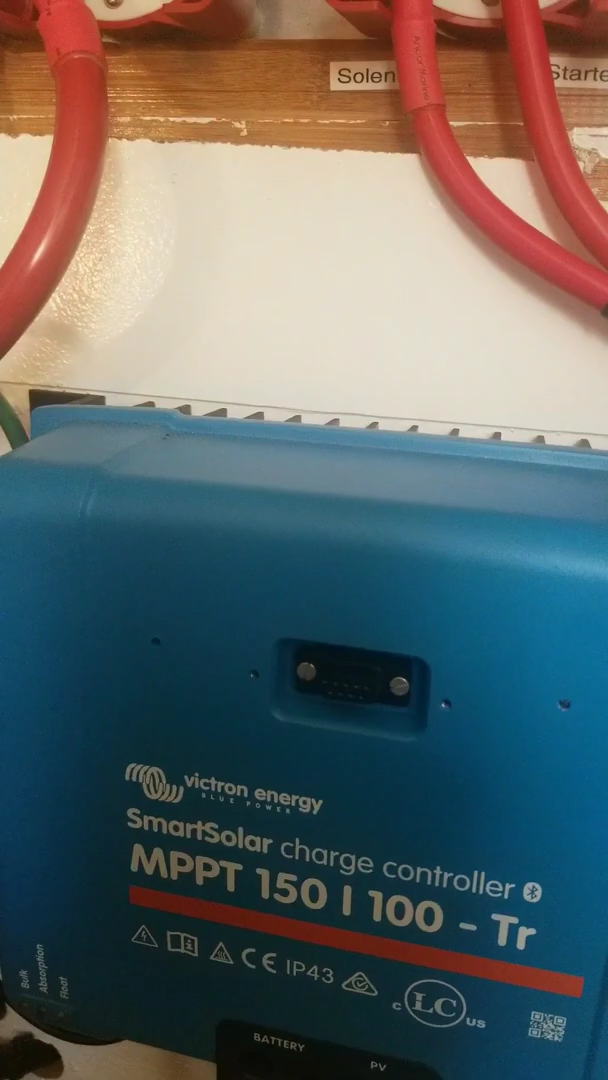 Solen
Starte
victron energy
BLUE POWER
SmartSolar charge controller
MPPT 150 | 100 - Tr
CE IP43
c LC us
Bulk
Absorption
Float
BATTERY
PV